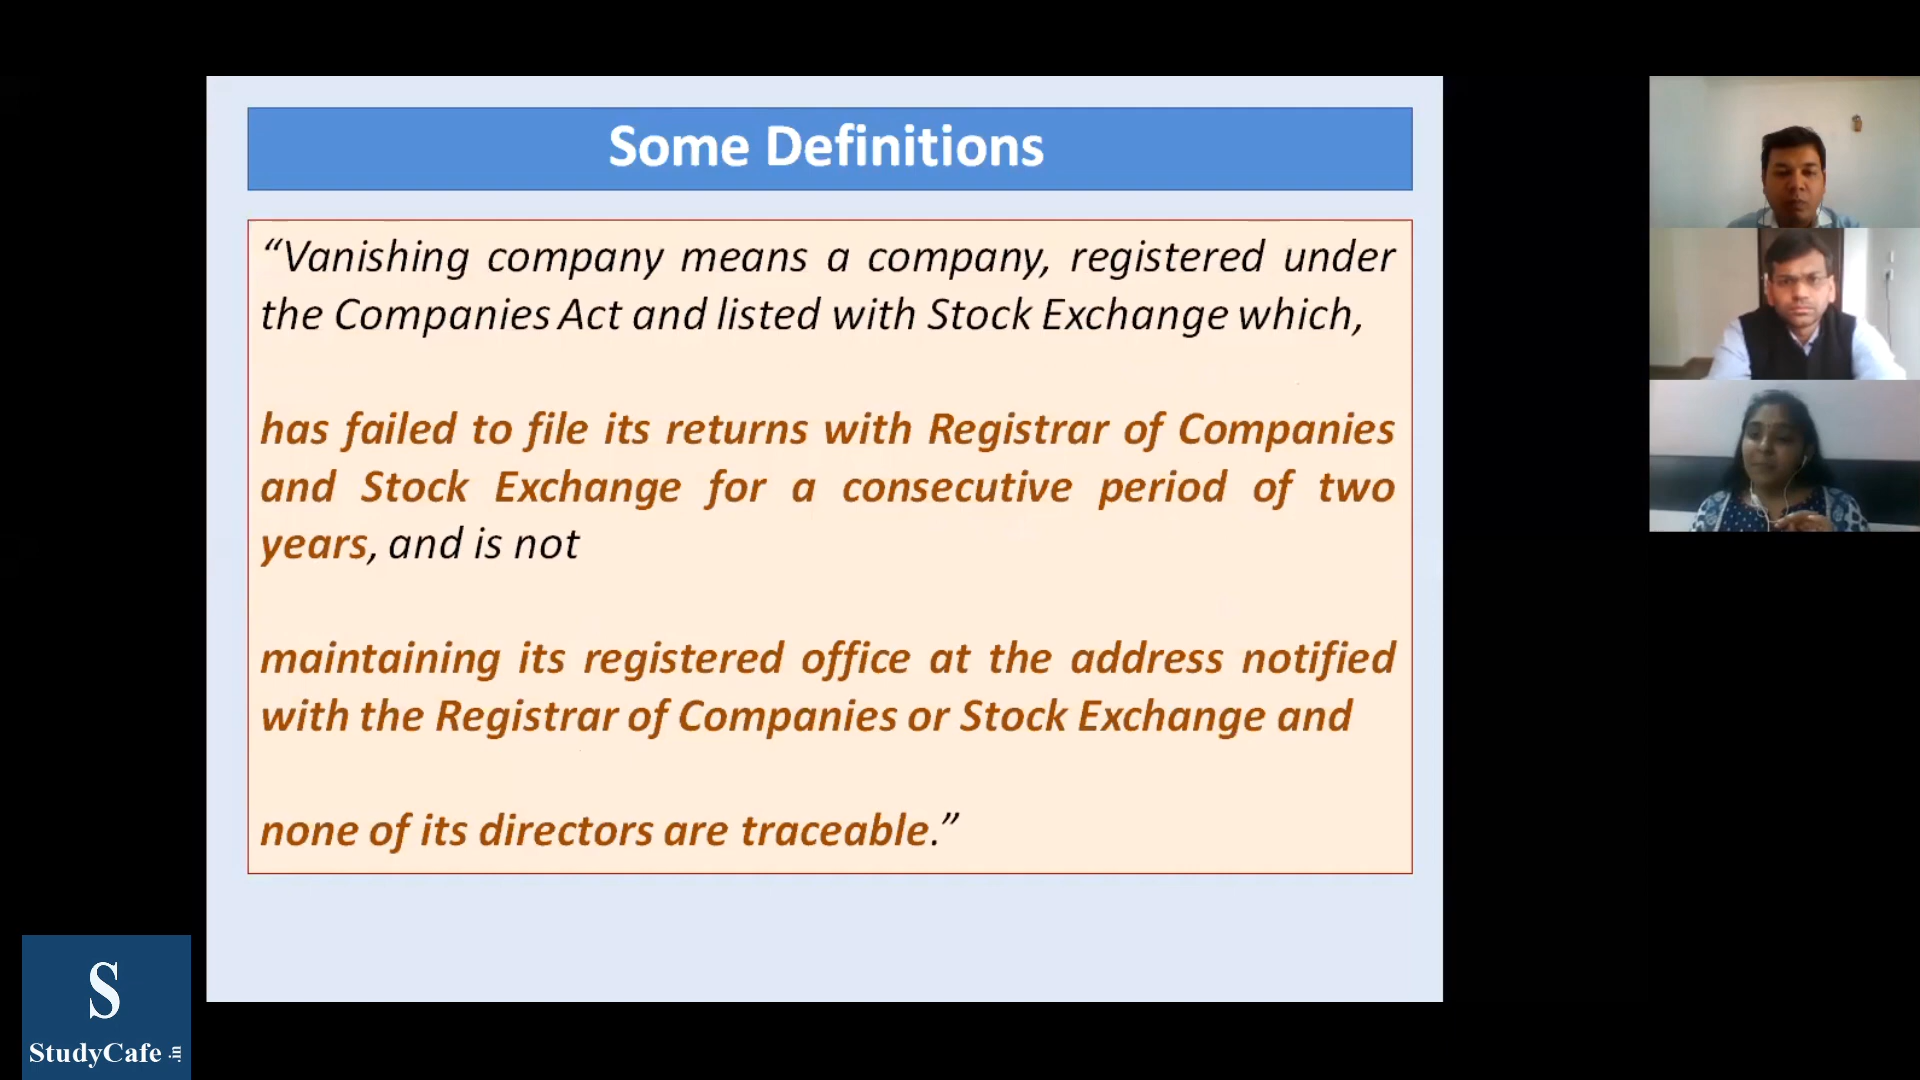 Some Definitions
“Vanishing company means a company, registered under
the Companies Act and listed with Stock Exchange which,
has failed to file its returns with Registrar of Companies
and Stock Exchange for a consecutive period of two
years, and is not
maintaining its registered office at the address notified
with the Registrar of Companies or Stock Exchange and
none of its directors are traceable.”
S
StudyCafe .in